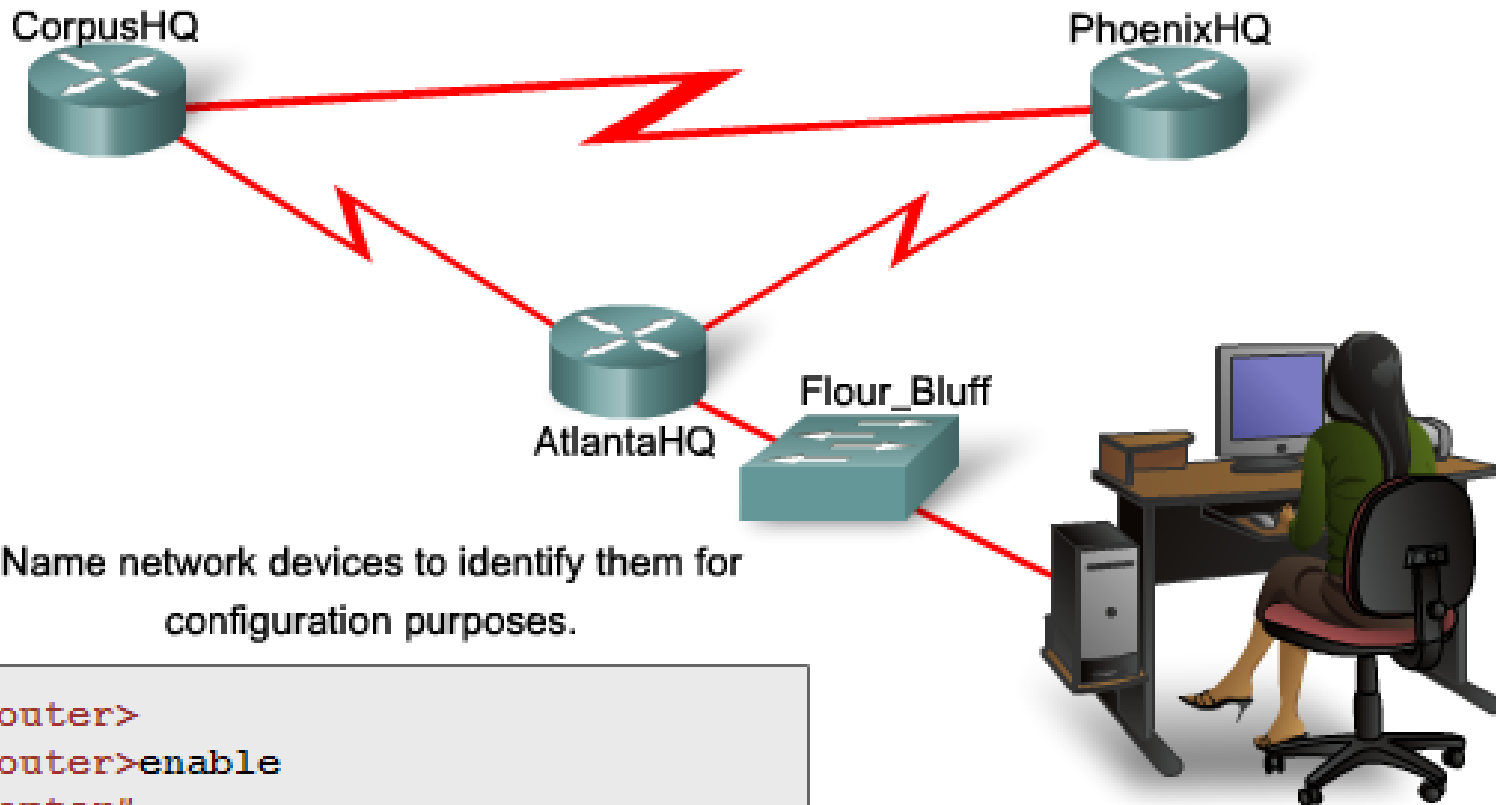 CorpusHQ
PhoenixHQ
Flour_Bluff
AtlantaHQ
Name network devices to identify them for
configuration purposes.
outer>
outer>enable